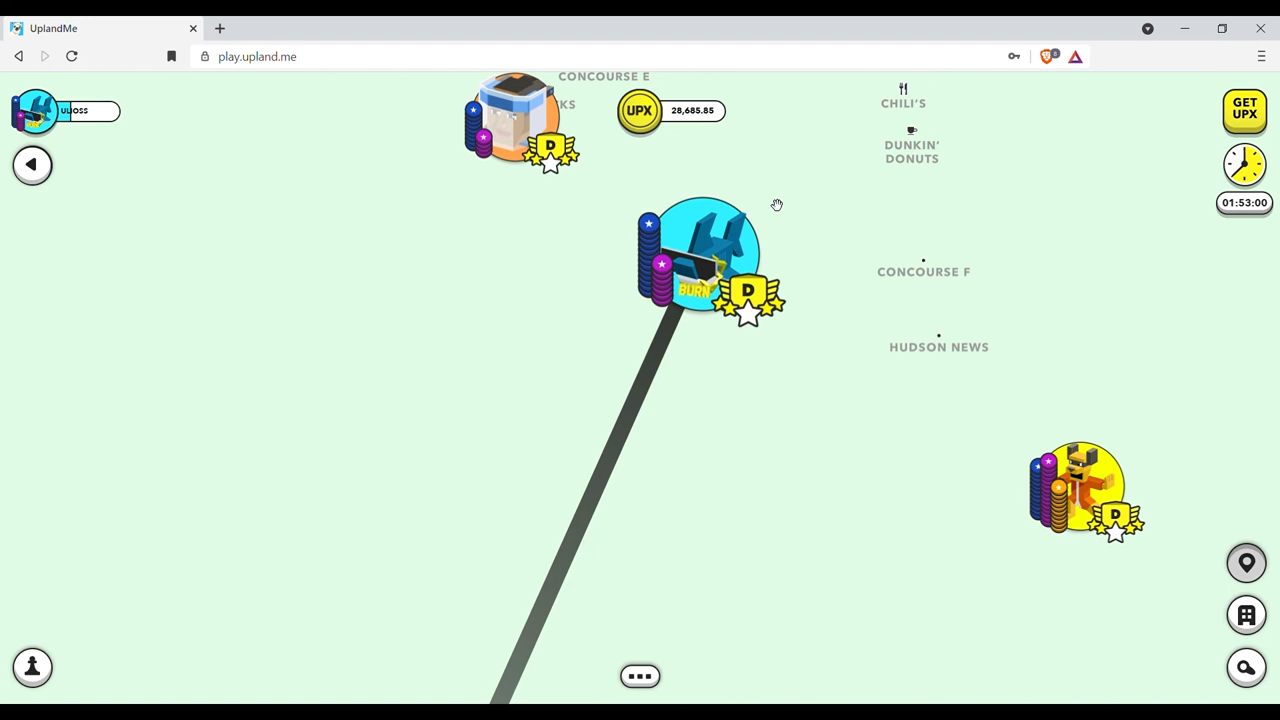 UplandMe
play.upland.me
8
CONCOURSE E
KS
UPX
28,685.85
CHILI'S
DUNKIN'
DONUTS
GET
UPX
01:53:00
D
BURN
D
CONCOURSE F
HUDSON NEWS
D